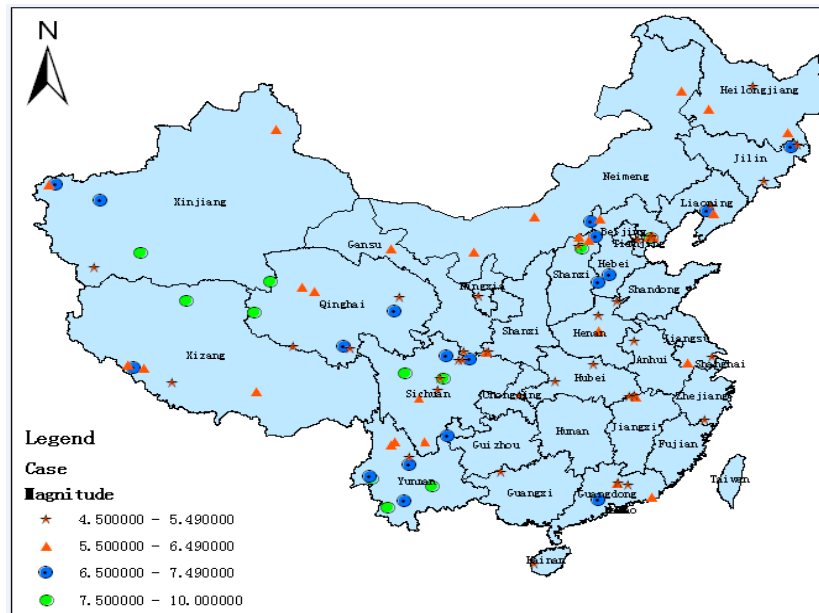 N
Heilongjiang
Jilin
Neimeng
Liaoning
Xinjiang
Beijing
Gansu
Tianjing
Hebei
Shanxi
Ningxia
Qinghai
Shandong
Shanxi
Henan
Jiangsu
Xizang
Anhui
Shanghai
Hubei
Sichuan
Chongqing
Zhejiang
Jiangxi
Hunan
Guizhou
Fujian
Yunnan
Taiwan
Guangxi
Guangdong
Hainan
Legend
Case
Magnitude
4.500000 - 5.490000
5.500000 - 6.490000
6.500000 - 7.490000
7.500000 - 10.000000